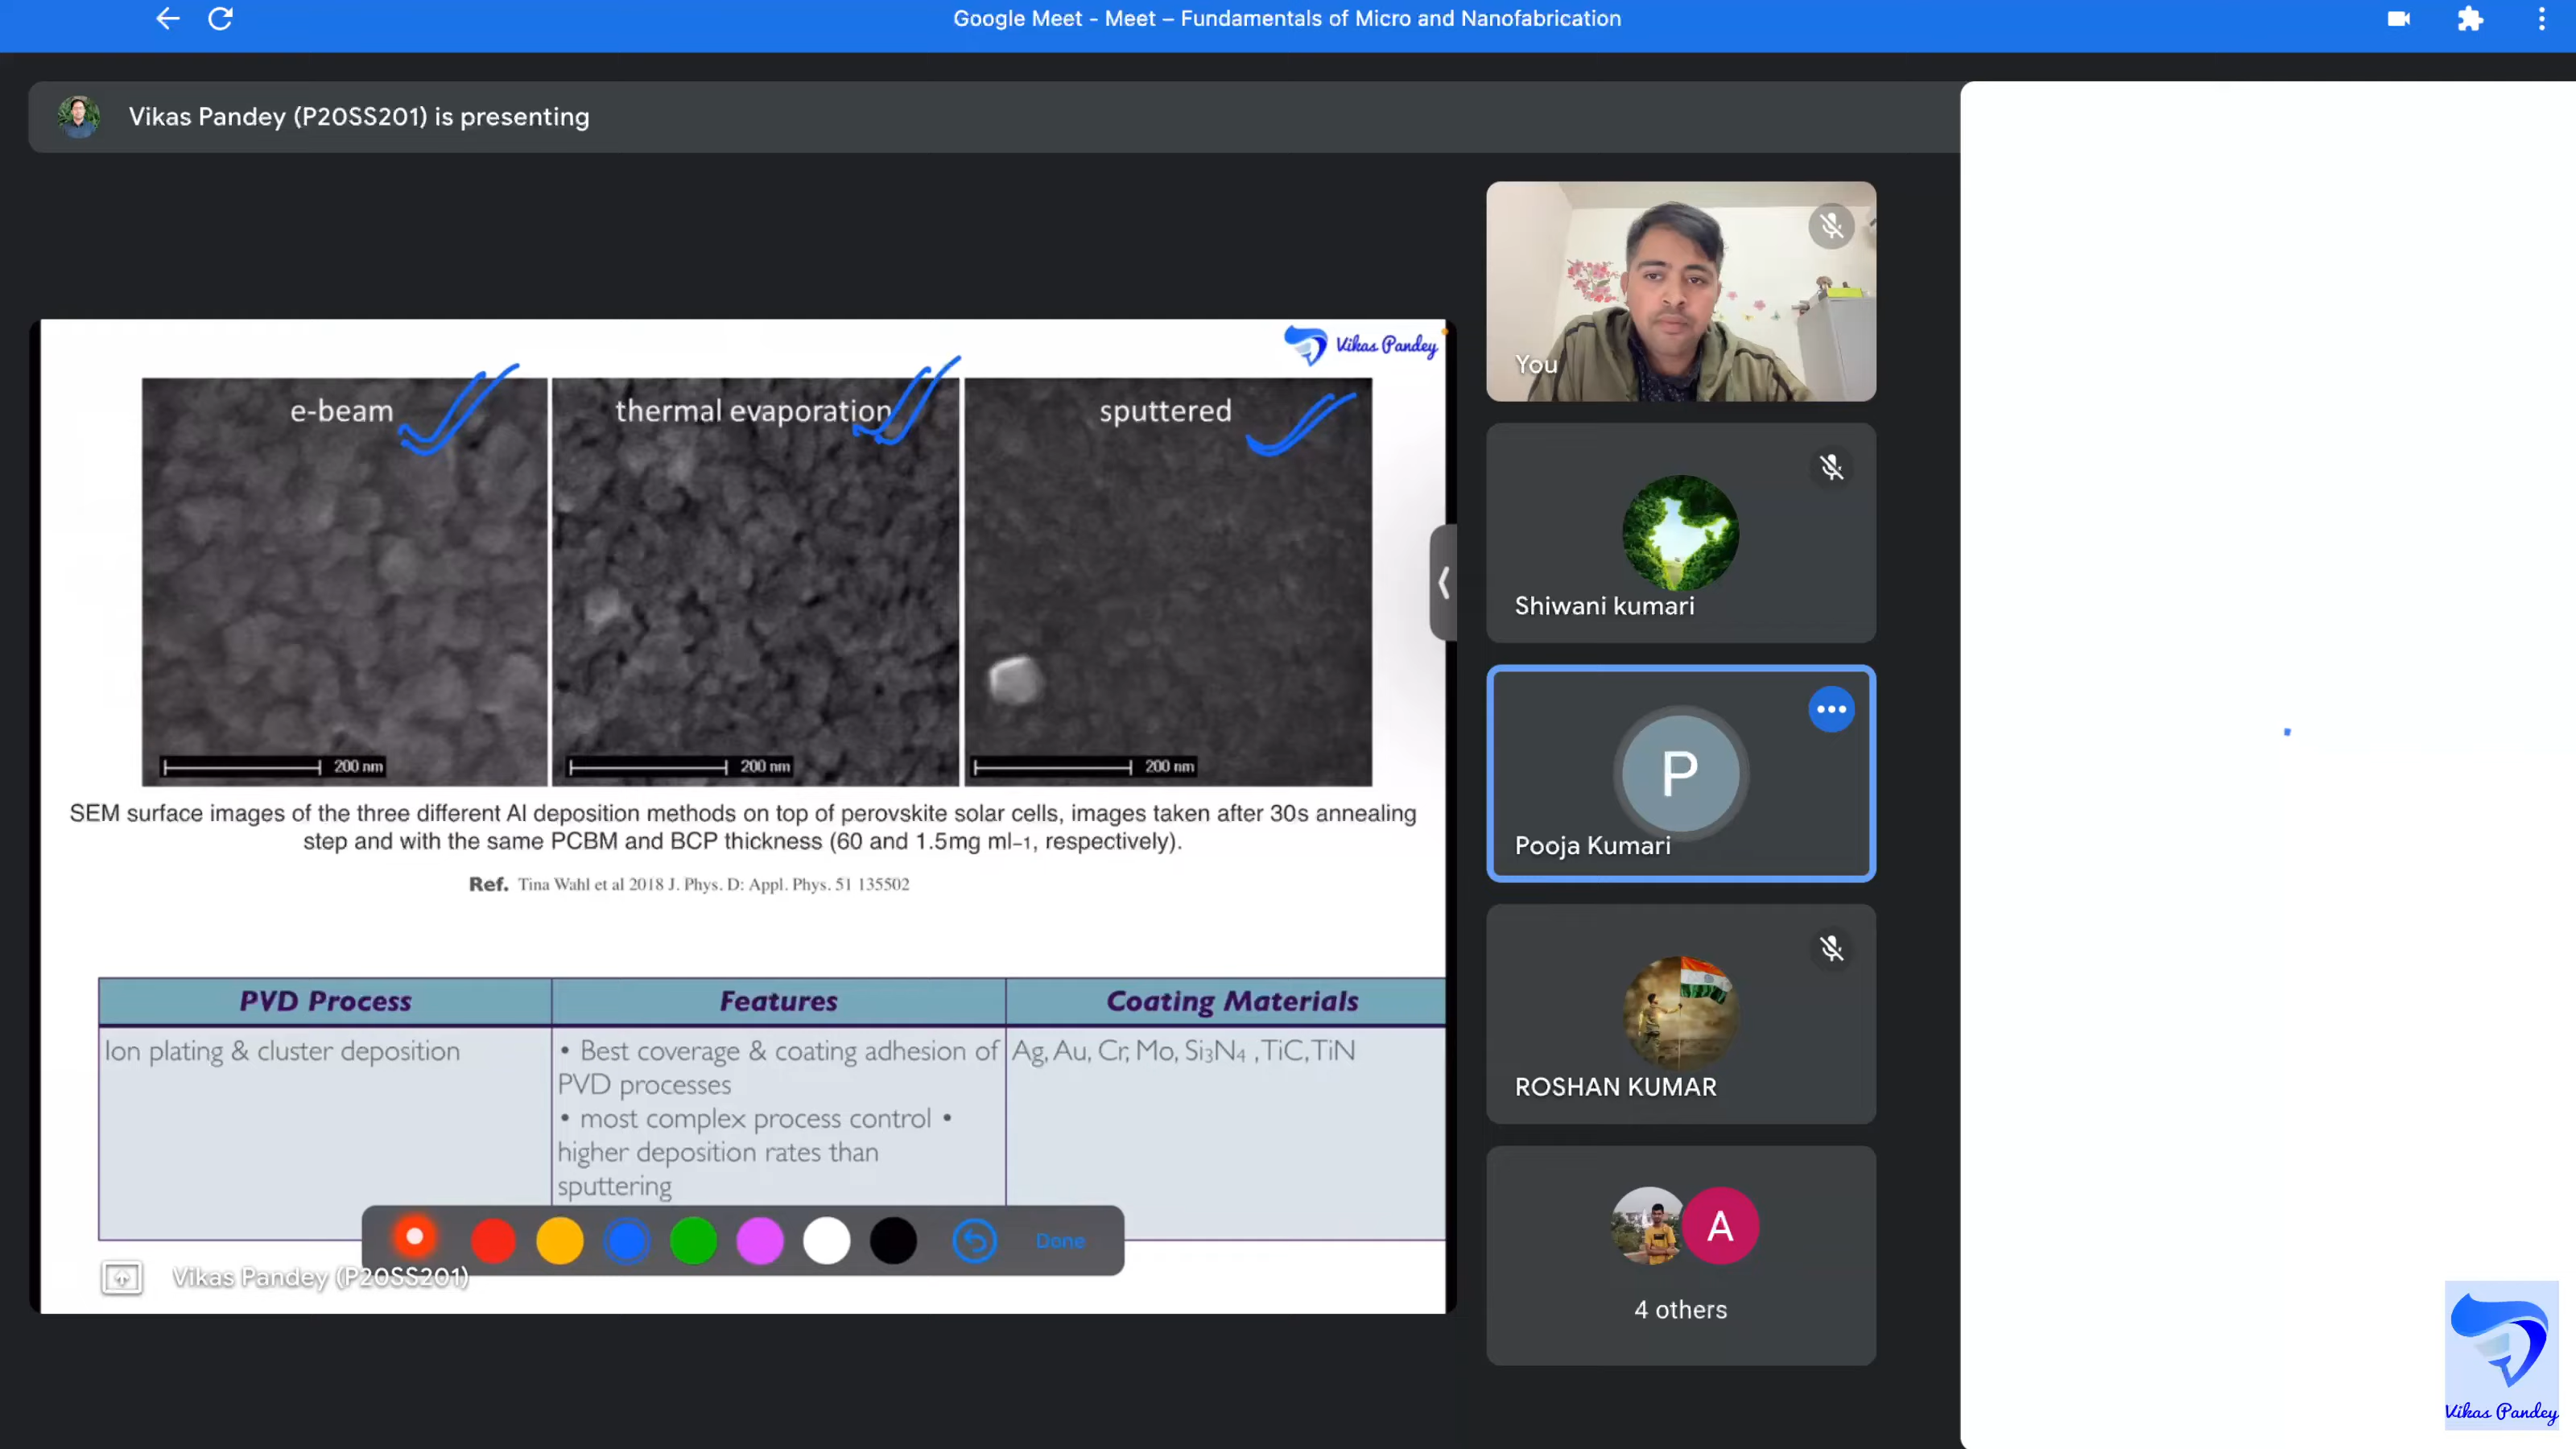 Google Meet - Meet – Fundamentals of Micro and Nanofabrication
Vikas Pandey (P20SS201) is presenting
Vikas Pandey
e-beam
thermal evaporation
sputtered
200 nm
200 nm
200 nm
SEM surface images of the three different Al deposition methods on top of perovskite solar cells, images taken after 30s annealing
step and with the same PCBM and BCP thickness (60 and 1.5mg ml−1, respectively).
Ref. Tina Wahl et al 2018 J. Phys. D: Appl. Phys. 51 135502
PVD Process
Features
Coating Materials
Ion plating & cluster deposition
• Best coverage & coating adhesion of
PVD processes
• most complex process control •
higher deposition rates than
sputtering
Ag, Au, Cr, Mo, Si₃N₄ ,TiC,TiN
Done
Vikas Pandey (P20SS201)
You
Shiwani kumari
P
Pooja Kumari
ROSHAN KUMAR
A
4 others
Vikas Pandey